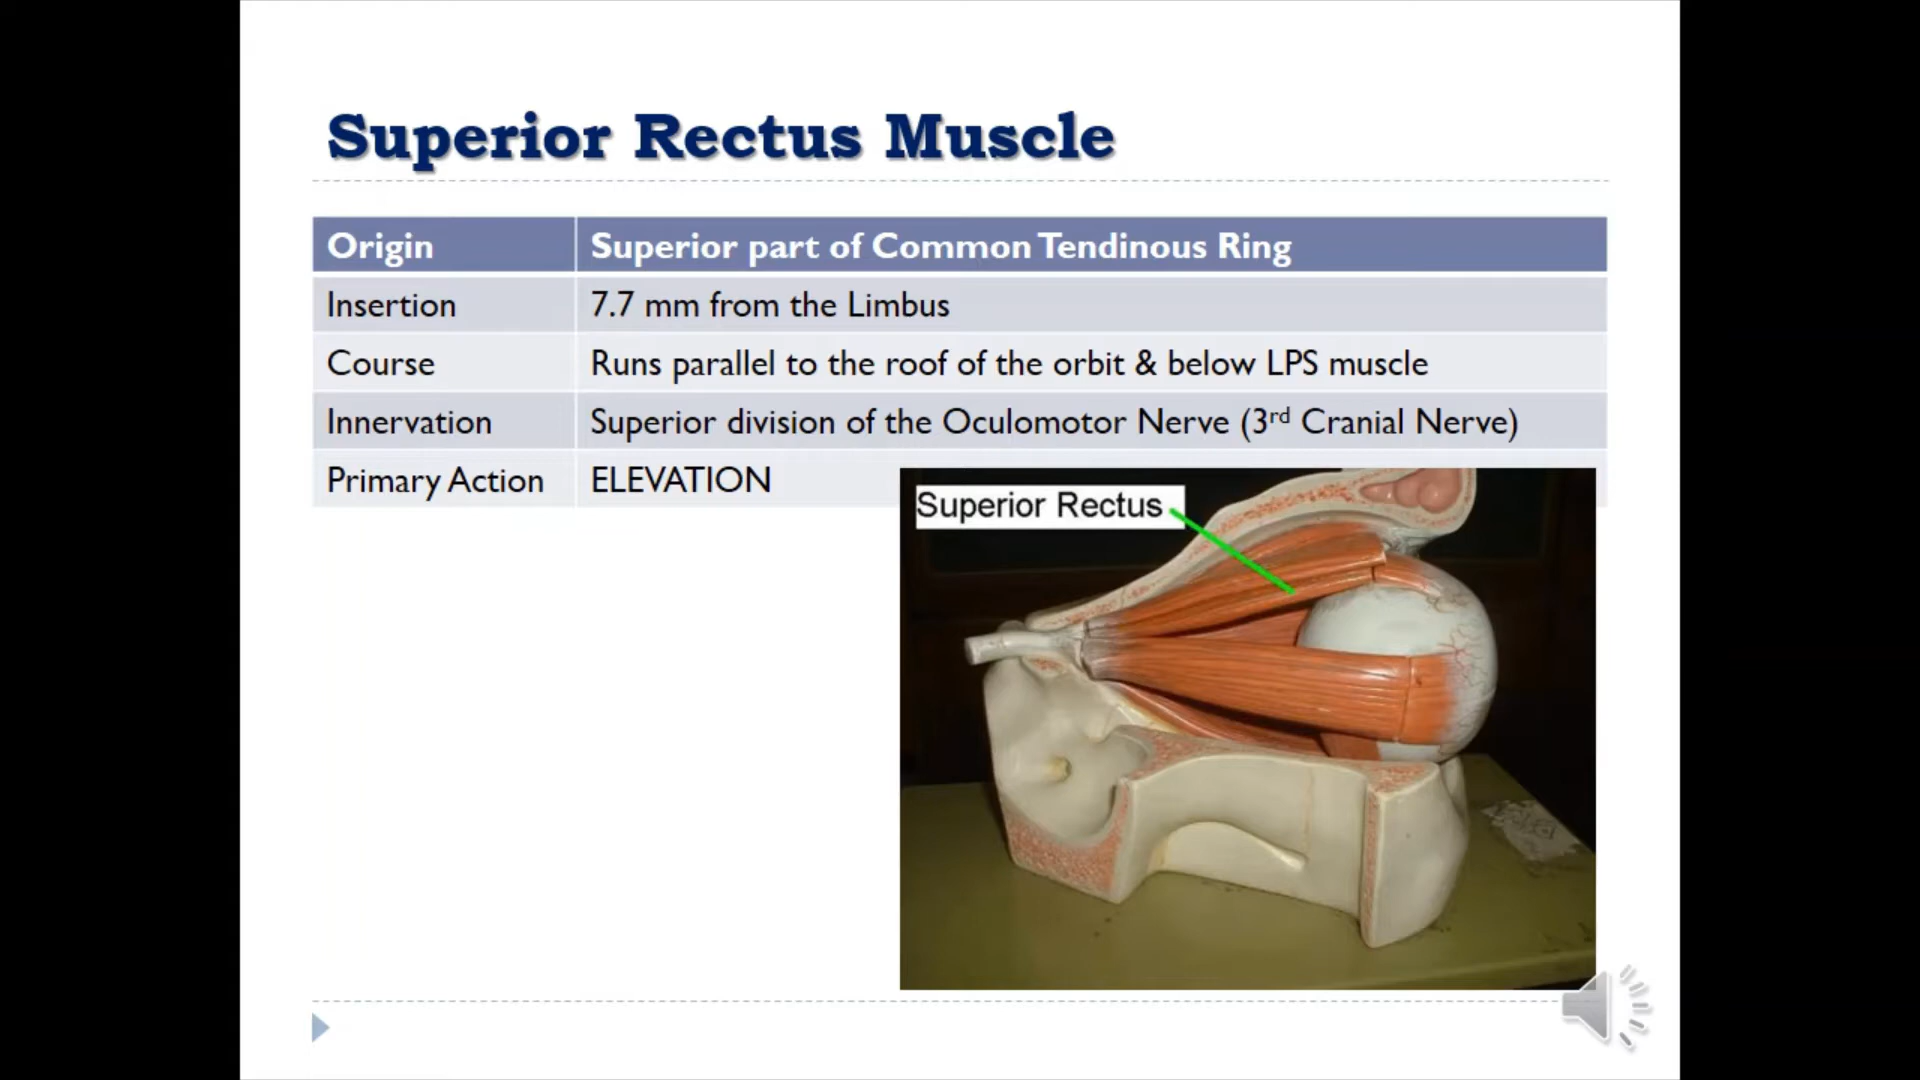 Superior Rectus Muscle
Origin Superior part of Common Tendinous Ring
Insertion 7.7 mm from the Limbus
Course Runs parallel to the roof of the orbit & below LPS muscle
Innervation Superior division of the Oculomotor Nerve (3rd Cranial Nerve)
Primary Action ELEVATION
Superior Rectus